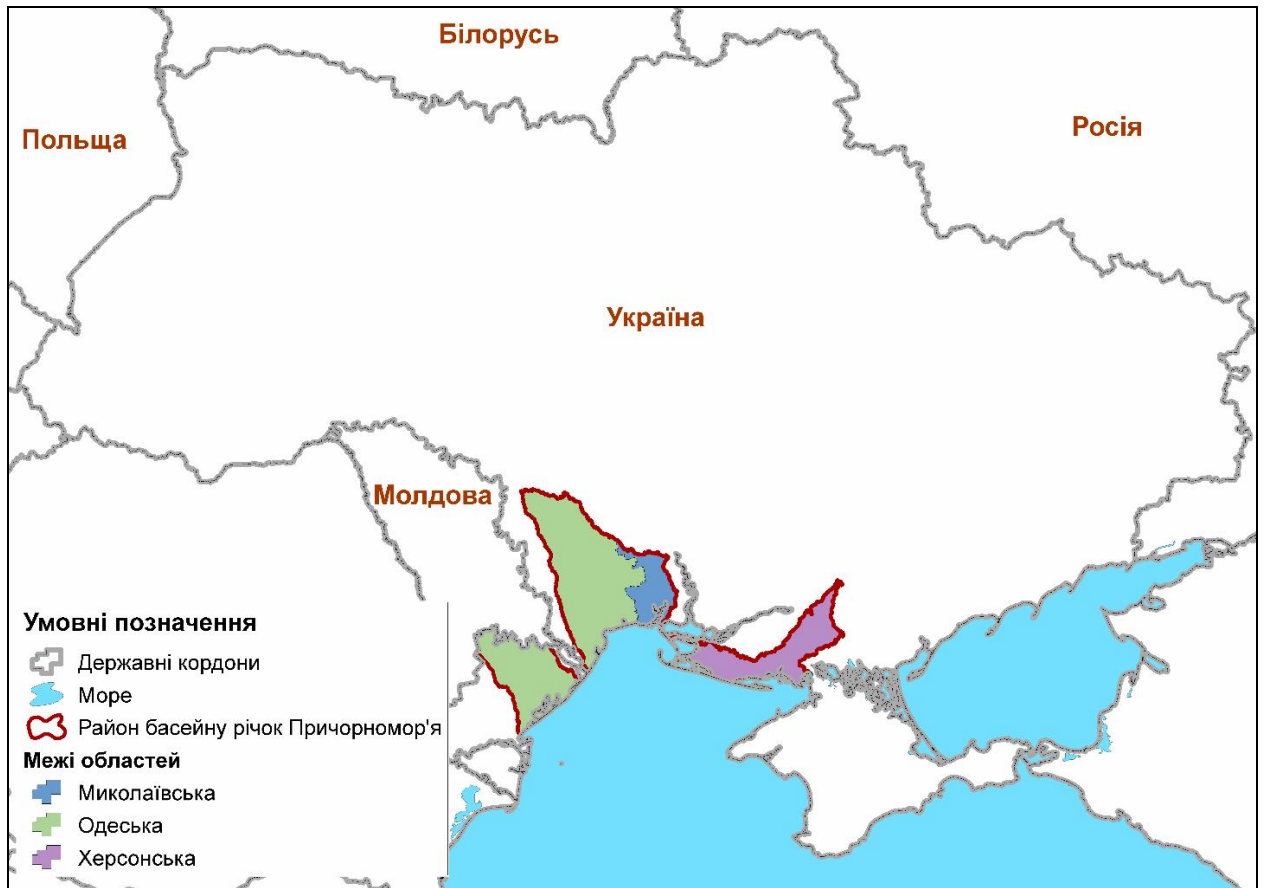 Білорусь
Польща
Росія
Україна
Молдова
Умовні позначення
Державні кордони
Море
Район басейну річок Причорномор'я
Межі областей
Миколаївська
Одеська
Херсонська